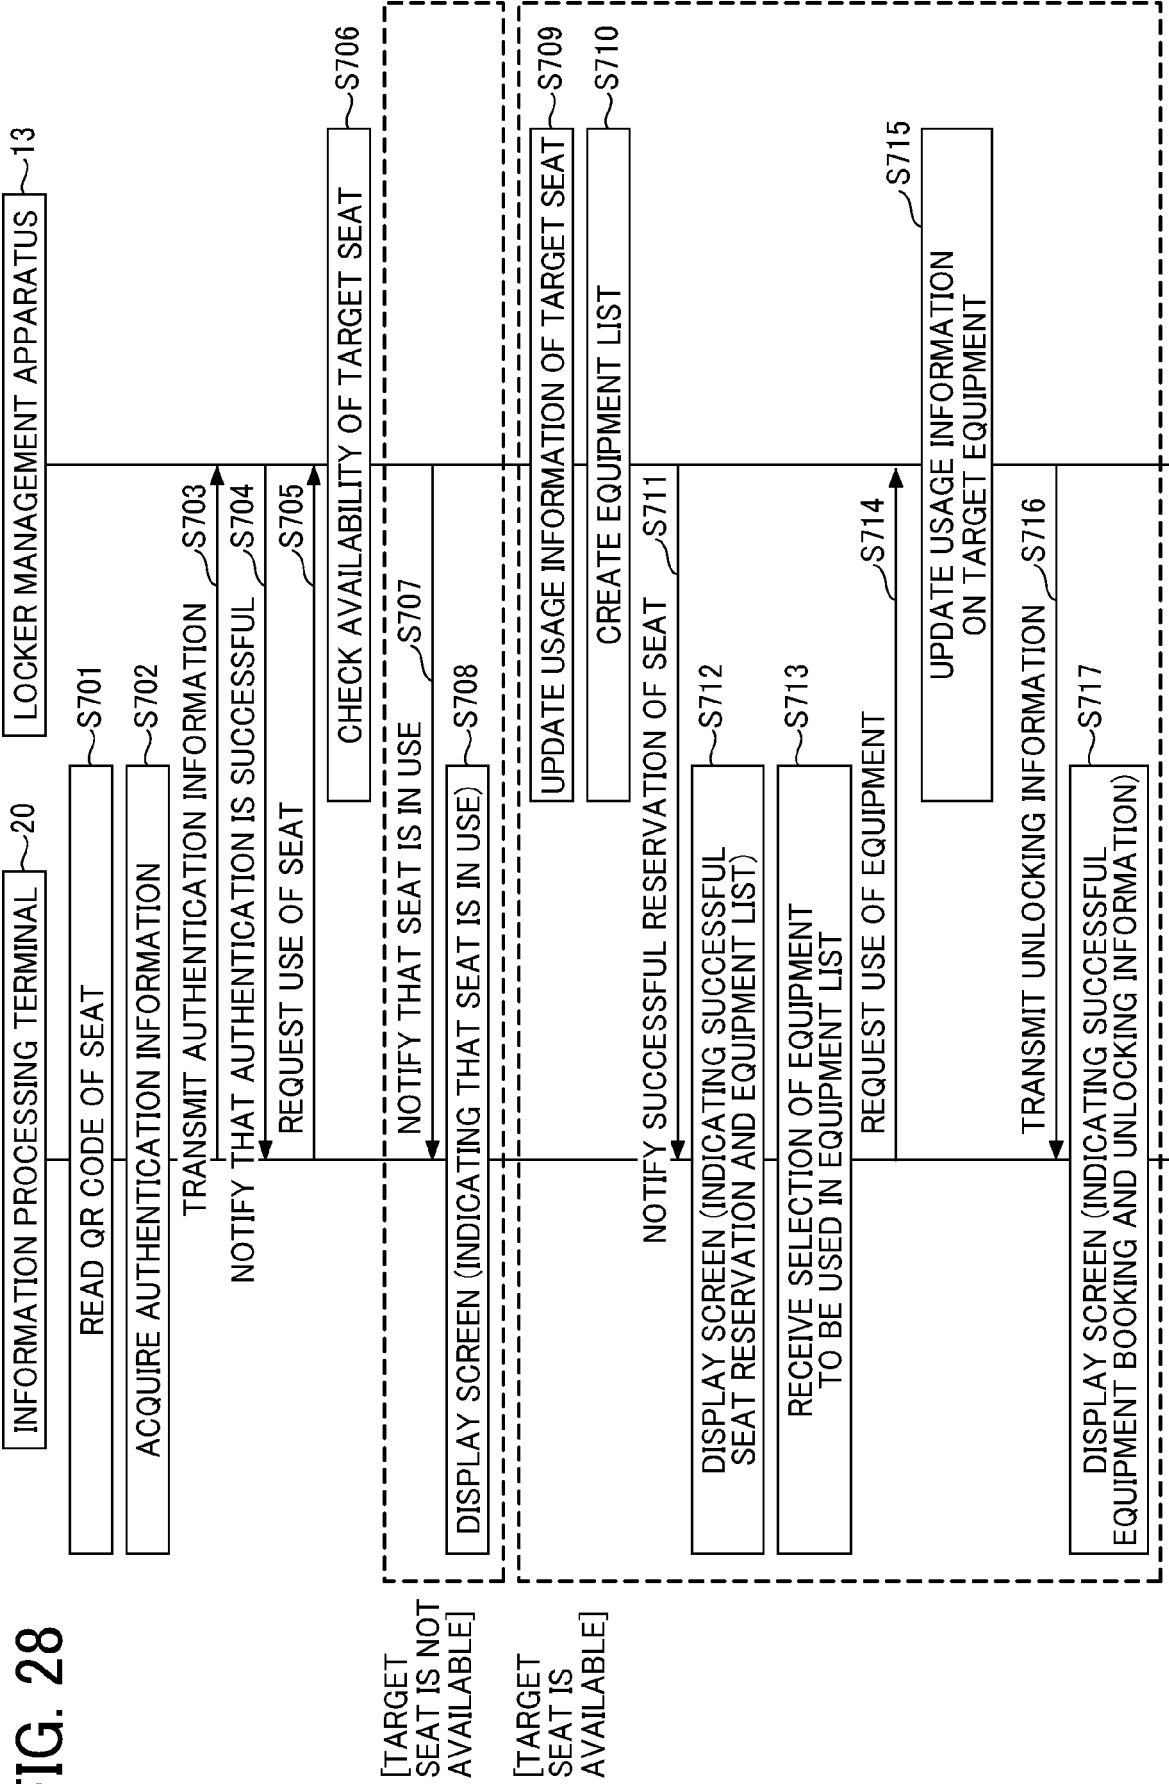 FIG. 28
INFORMATION PROCESSING TERMINAL
20
LOCKER MANAGEMENT APPARATUS
13
READ QR CODE OF SEAT
S701
ACQUIRE AUTHENTICATION INFORMATION
S702
TRANSMIT AUTHENTICATION INFORMATION
S703
NOTIFY THAT AUTHENTICATION IS SUCCESSFUL
S704
REQUEST USE OF SEAT
S705
CHECK AVAILABILITY OF TARGET SEAT
S706
[TARGET
SEAT IS NOT
AVAILABLE]
NOTIFY THAT SEAT IS IN USE
S707
DISPLAY SCREEN (INDICATING THAT SEAT IS IN USE)
S708
[TARGET
SEAT IS
AVAILABLE]
UPDATE USAGE INFORMATION OF TARGET SEAT
S709
CREATE EQUIPMENT LIST
S710
NOTIFY SUCCESSFUL RESERVATION OF SEAT
S711
DISPLAY SCREEN (INDICATING SUCCESSFUL
SEAT RESERVATION AND EQUIPMENT LIST)
S712
RECEIVE SELECTION OF EQUIPMENT
TO BE USED IN EQUIPMENT LIST
S713
REQUEST USE OF EQUIPMENT
S714
UPDATE USAGE INFORMATION
ON TARGET EQUIPMENT
S715
TRANSMIT UNLOCKING INFORMATION
S716
DISPLAY SCREEN (INDICATING SUCCESSFUL
EQUIPMENT BOOKING AND UNLOCKING INFORMATION)
S717